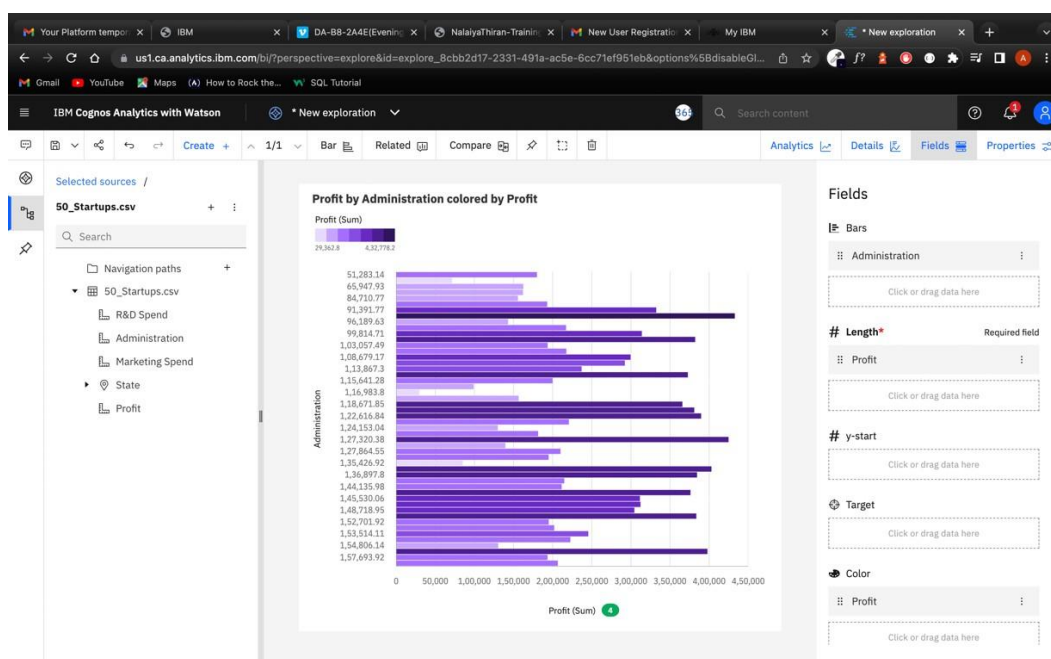 Your Platform tempor
IBM
DA-B8-2A4E(Evening
NalaiyaThiran-Training
New User Registratio
My IBM
* New exploration
us1.ca.analytics.ibm.com/bi/?perspective=explore&id=explore_8cbb2d17-2331-491a-ac5e-6cc71ef951eb&options%5BdisableGl...
Gmail
YouTube
Maps
How to Rock the...
SQL Tutorial
IBM Cognos Analytics with Watson
* New exploration
365
Search content
1
Create +
1/1
Bar
Related
Compare
Analytics
Details
Fields
Properties
Selected sources /
50_Startups.csv
Search
Navigation paths
50_Startups.csv
R&D Spend
Administration
Marketing Spend
State
Profit
Profit by Administration colored by Profit
Profit (Sum)
29,362.8 4,32,778.2
Administration
51,283.14
65,947.93
84,710.77
91,391.77
96,189.63
99,814.71
1,03,057.49
1,08,679.17
1,13,867.3
1,15,641.28
1,16,983.8
1,18,671.85
1,22,616.84
1,24,153.04
1,27,320.38
1,27,864.55
1,35,426.92
1,36,897.8
1,44,135.98
1,45,530.06
1,48,718.95
1,52,701.92
1,53,514.11
1,54,806.14
1,57,693.92
0 50,000 1,00,000 1,50,000 2,00,000 2,50,000 3,00,000 3,50,000 4,00,000 4,50,000
Profit (Sum) 4
Fields
Bars
Administration
Click or drag data here
# Length* Required field
Profit
Click or drag data here
# y-start
Click or drag data here
Target
Click or drag data here
Color
Profit
Click or drag data here